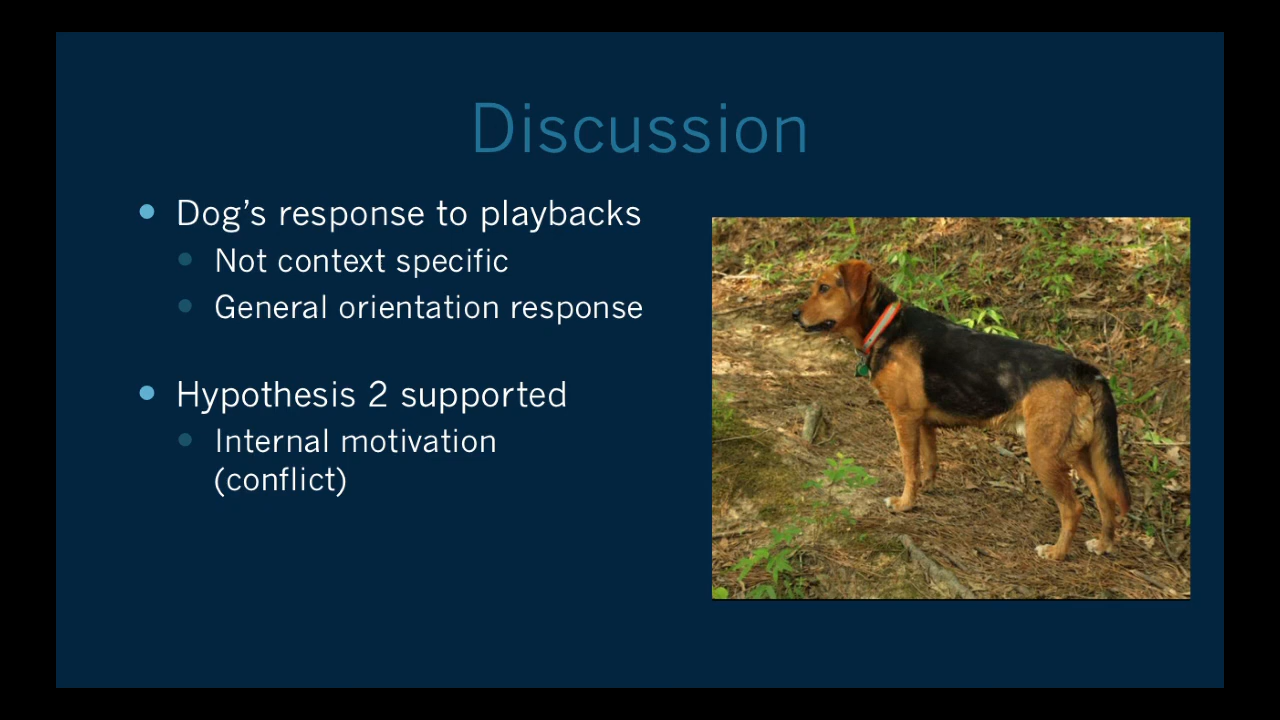 Discussion
Dog’s response to playbacks
Not context specific
General orientation response
Hypothesis 2 supported
Internal motivation
(conflict)